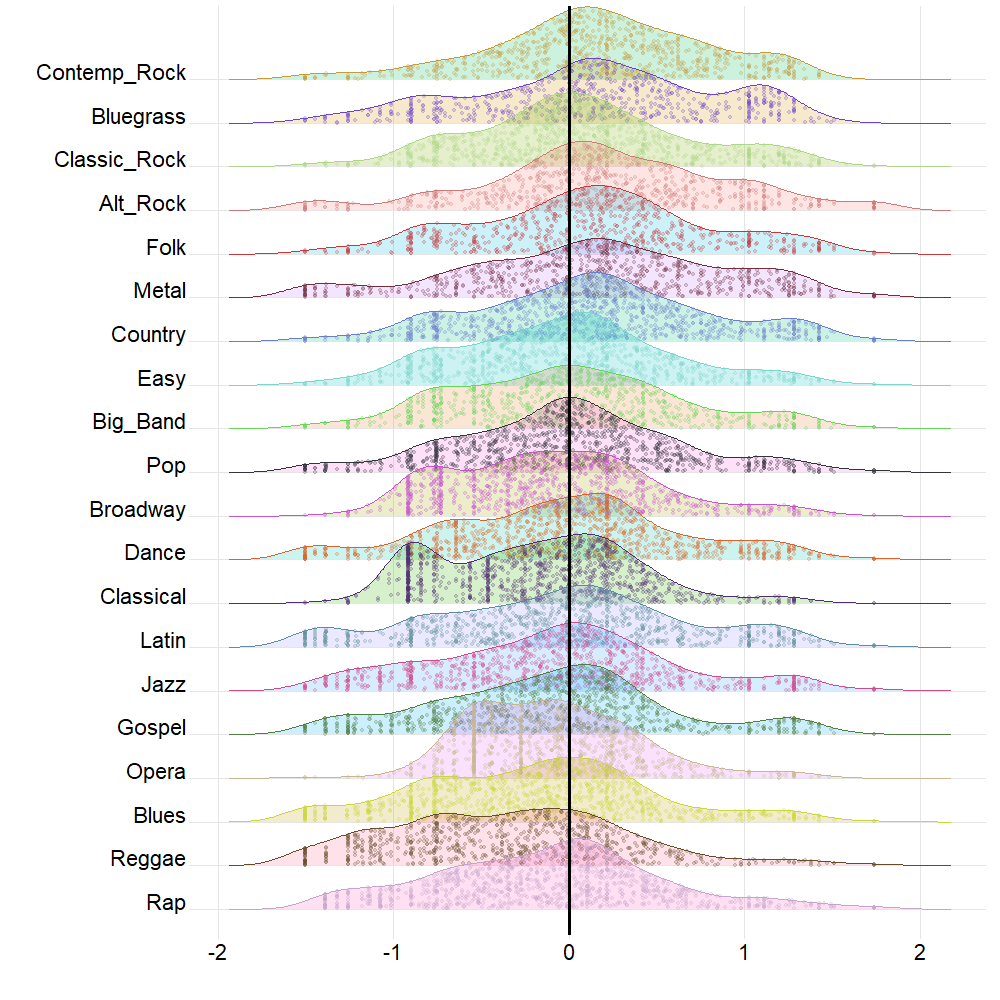 Contemp_Rock
Bluegrass
Classic_Rock
Alt_Rock
Folk
Metal
Country
Easy
Big_Band
Pop
Broadway
Dance
Classical
Latin
Jazz
Gospel
Opera
Blues
Reggae
Rap
-2 -1 0 1 2